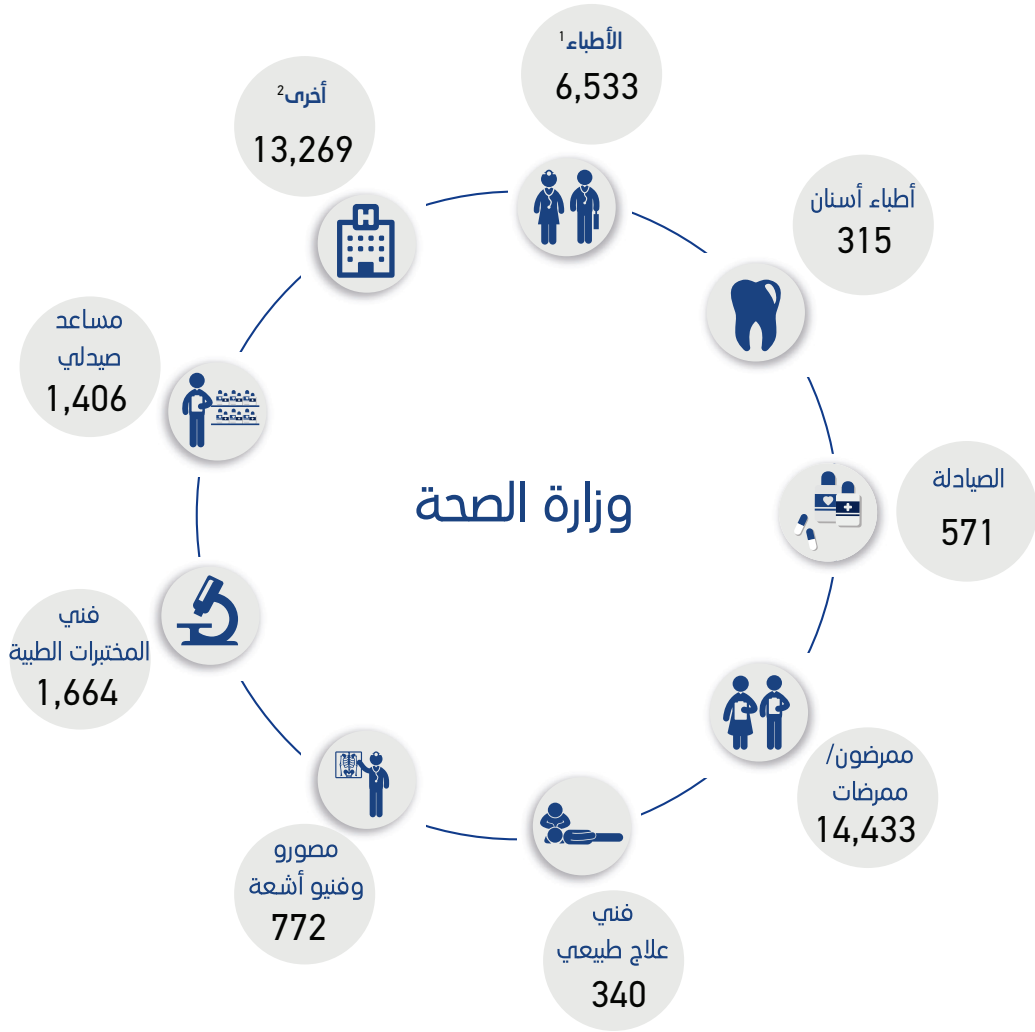 الأطباء¹
6,533
أطباء أسنان
315
الصيادلة
571
ممرضون/
ممرضات
14,433
فني
علاج طبيعي
340
مصورو
وفنيو أشعة
772
فني
المختبرات الطبية
1,664
مساعد
صيدلي
1,406
أخرى²
13,269
وزارة الصحة
H